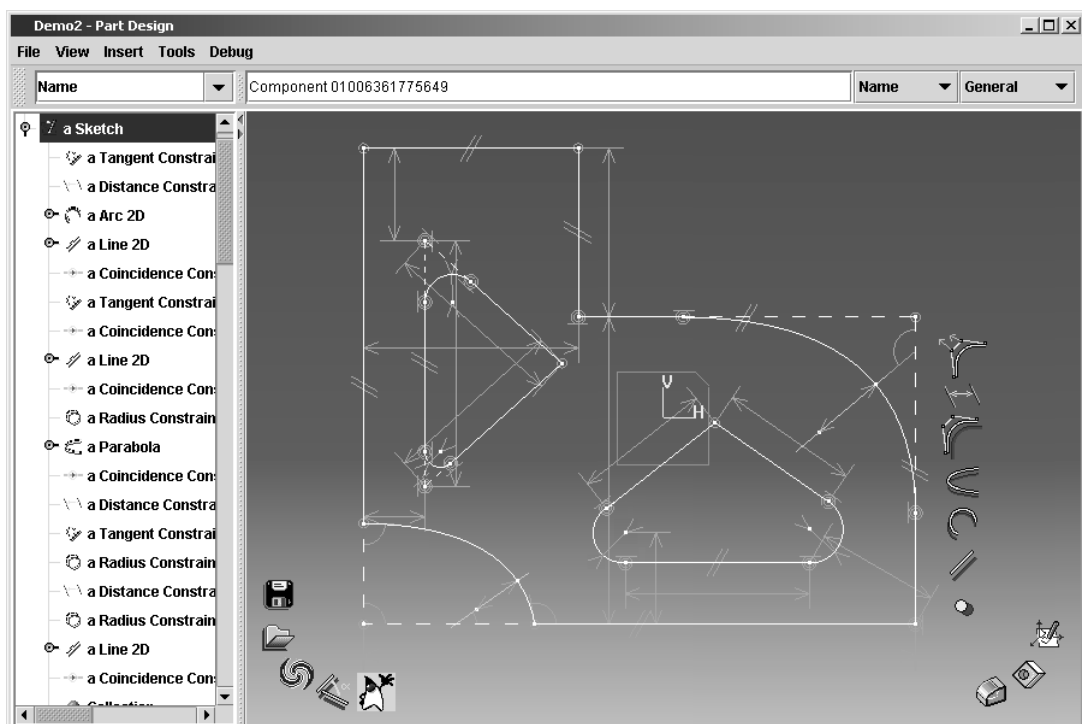 Demo2 - Part Design
File View Insert Tools Debug
Name Component 01006361775649 Name General
a Sketch
a Tangent Constrai
a Distance Constra
a Arc 2D
a Line 2D
a Coincidence Con
a Tangent Constrai
a Coincidence Con
a Line 2D
a Coincidence Con
a Radius Constrain
a Parabola
a Coincidence Con
a Distance Constra
a Tangent Constrai
a Radius Constrain
a Distance Constra
a Radius Constrain
a Line 2D
a Coincidence Con
V
H